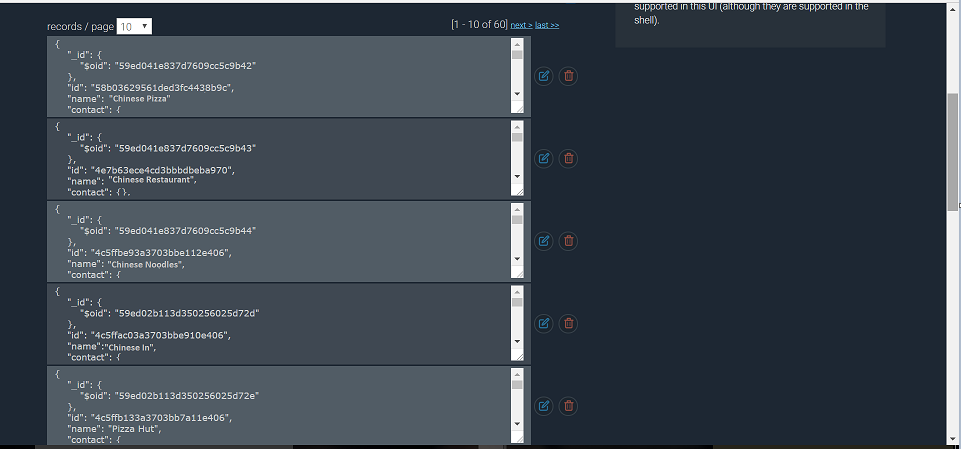 supported in this UI (although they are supported in the
shell).
records / page 10
[1 - 10 of 60] next > last >>
{
"_id": {
"$oid": "59ed041e837d7609cc5c9b42"
},
"id": "58b03629561ded3fc4438b9c",
"name": "Chinese Pizza"
"contact": {
{
"_id": {
"$oid": "59ed041e837d7609cc5c9b43"
},
"id": "4e7b63ece4cd3bbbdbeba970",
"name": "Chinese Restaurant",
"contact": {},
{
"_id": {
"$oid": "59ed041e837d7609cc5c9b44"
},
"id": "4c5ffbe93a3703bbe112e406",
"name": "Chinese Noodles",
"contact": {
{
"_id": {
"$oid": "59ed02b113d350256025d72d"
},
"id": "4c5ffac03a3703bbe910e406",
"name":"Chinese In",
"contact": {
{
"_id": {
"$oid": "59ed02b113d350256025d72e"
},
"id": "4c5ffb133a3703bb7a11e406",
"name": "Pizza Hut",
"contact": {